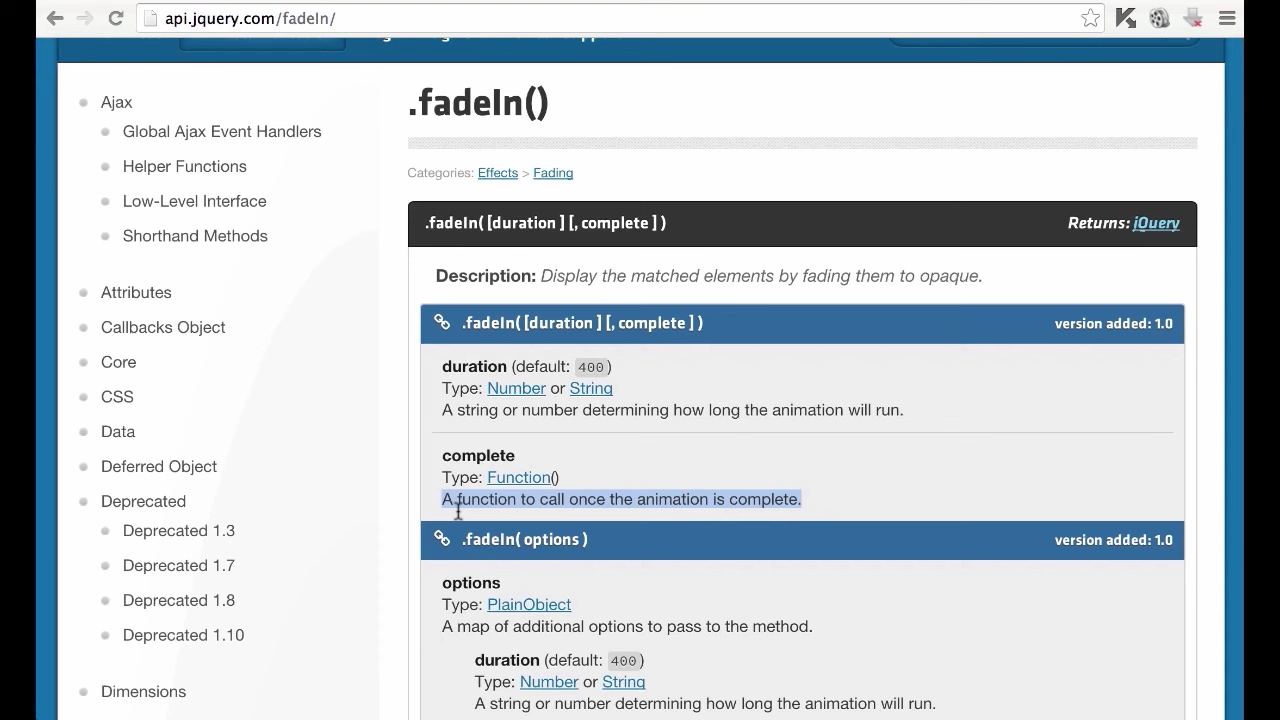 api.jquery.com/fadeIn/
Ajax
Global Ajax Event Handlers
Helper Functions
Low-Level Interface
Shorthand Methods
Attributes
Callbacks Object
Core
CSS
Data
Deferred Object
Deprecated
Deprecated 1.3
Deprecated 1.7
Deprecated 1.8
Deprecated 1.10
Dimensions
.fadeIn()
Categories: Effects > Fading
.fadeIn( [duration ] [, complete ] ) Returns: jQuery
Description: Display the matched elements by fading them to opaque.
.fadeIn( [duration ] [, complete ] ) version added: 1.0
duration (default: 400)
Type: Number or String
A string or number determining how long the animation will run.
complete
Type: Function()
A function to call once the animation is complete.
.fadeIn( options ) version added: 1.0
options
Type: PlainObject
A map of additional options to pass to the method.
duration (default: 400)
Type: Number or String
A string or number determining how long the animation will run.